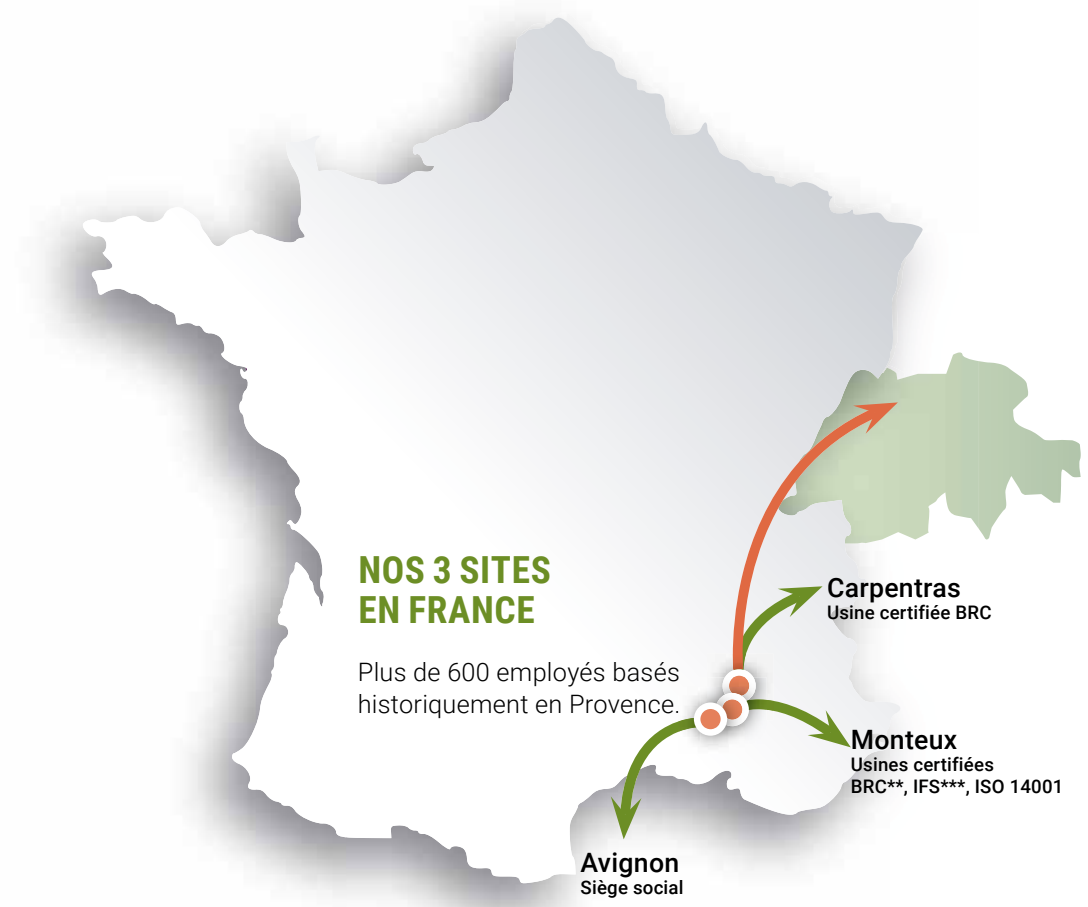 NOS 3 SITES
EN FRANCE
Plus de 600 employés basés
historiquement en Provence.
Carpentras
Usine certifiée BRC
Monteux
Usines certifiées
BRC**, IFS***, ISO 14001
Avignon
Siège social